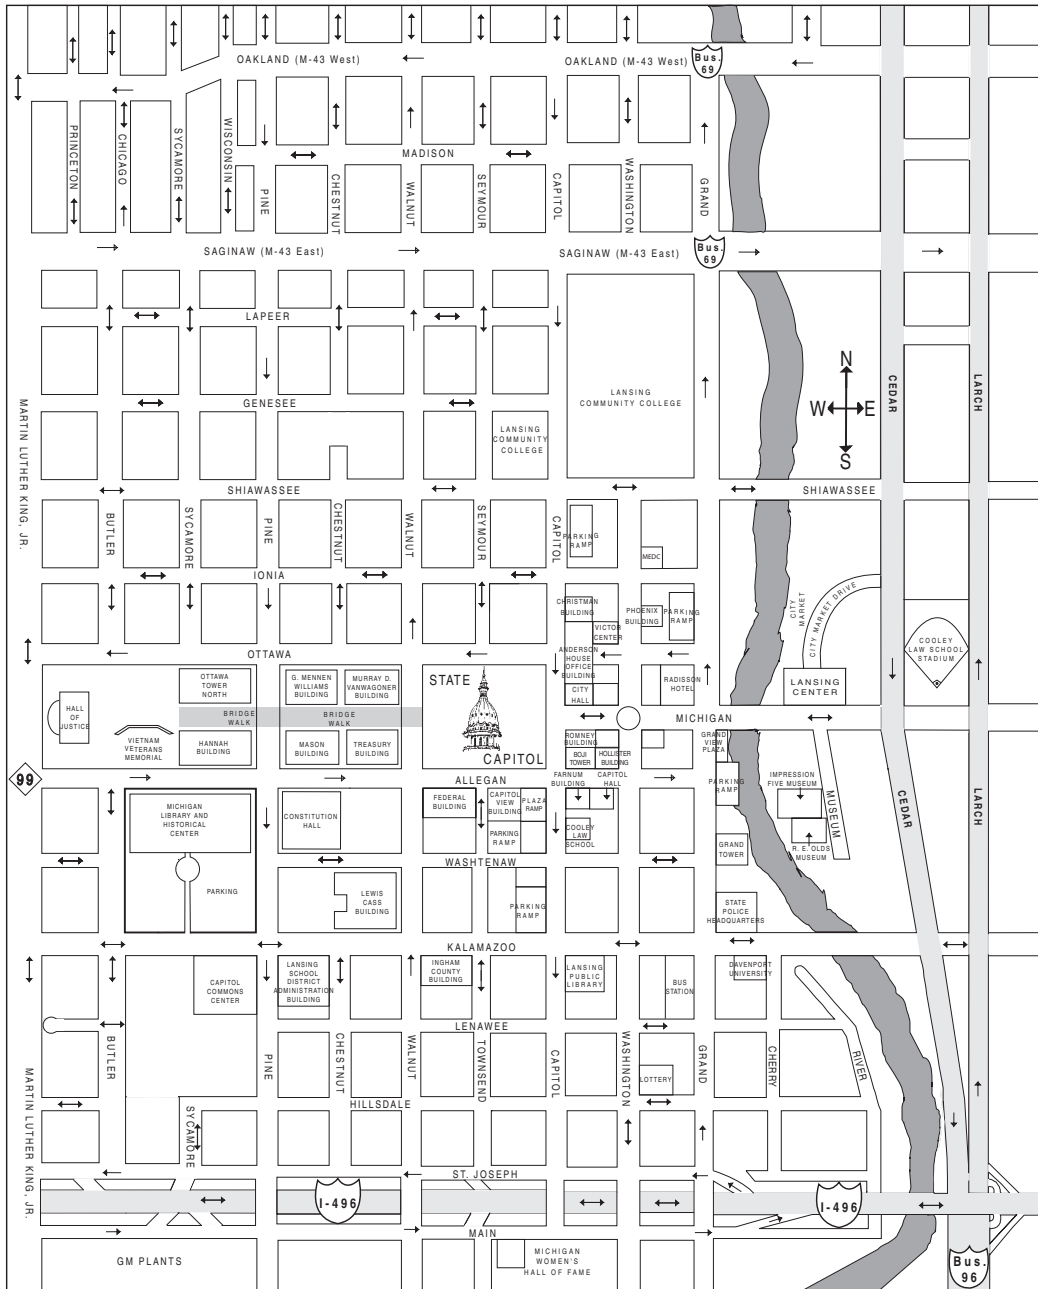 OAKLAND (M-43 West)
OAKLAND (M-43 West)
Bus.
69
PRINCETON
CHICAGO
SYCAMORE
WISCONSIN
MADISON
PINE
CHESTNUT
WALNUT
SEYMOUR
CAPITOL
WASHINGTON
GRAND
SAGINAW (M-43 East)
SAGINAW (M-43 East)
Bus.
69
LAPEER
N
W
E
S
CEDAR
LARCH
LANSING
COMMUNITY COLLEGE
GENESEE
MARTIN LUTHER KING, JR.
LANSING
COMMUNITY
COLLEGE
SHIAWASSEE
SHIAWASSEE
BUTLER
SYCAMORE
PINE
CHESTNUT
WALNUT
SEYMOUR
CAPITOL
PARKING
RAMP
MEDC
IONIA
CHRISTMAN
BUILDING
VICTOR
CENTER
PHOENIX
BUILDING
PARKING
RAMP
CITY
MARKET
CITY MARKET DRIVE
COOLEY
LAW SCHOOL
STADIUM
OTTAWA
ANDERSON
HOUSE
OFFICE
BUILDING
CITY
HALL
RADISSON
HOTEL
LANSING
CENTER
OTTAWA
TOWER
NORTH
G. MENNEN
WILLIAMS
BUILDING
MURRAY D.
VANWAGONER
BUILDING
STATE
CAPITOL
HALL
OF
JUSTICE
BRIDGE
WALK
BRIDGE
WALK
MICHIGAN
VIETNAM
VETERANS
MEMORIAL
HANNAH
BUILDING
MASON
BUILDING
TREASURY
BUILDING
ROMNEY
BUILDING
BOJI
TOWER
HOLLISTER
BUILDING
GRAND
VIEW
PLAZA
99
ALLEGAN
FARNUM
BUILDING
CAPITOL
HALL
PARKING
RAMP
IMPRESSION
FIVE MUSEUM
MUSEUM
CEDAR
LARCH
MICHIGAN
LIBRARY AND
HISTORICAL
CENTER
CONSTITUTION
HALL
FEDERAL
BUILDING
CAPITOL
VIEW
BUILDING
PLAZA
RAMP
PARKING
RAMP
COOLEY
LAW
SCHOOL
GRAND
TOWER
R. E. OLDS
MUSEUM
WASHTENAW
PARKING
LEWIS
CASS
BUILDING
PARKING
RAMP
STATE
POLICE
HEADQUARTERS
KALAMAZOO
CAPITOL
COMMONS
CENTER
LANSING
SCHOOL
DISTRICT
ADMINISTRATION
BUILDING
INGHAM
COUNTY
BUILDING
LANSING
PUBLIC
LIBRARY
BUS
STATION
DAVENPORT
UNIVERSITY
LENAWEE
BUTLER
PINE
CHESTNUT
WALNUT
TOWNSEND
CAPITOL
WASHINGTON
GRAND
CHERRY
RIVER
LOTTERY
MARTIN LUTHER KING, JR.
HILLSDALE
SYCAMORE
ST. JOSEPH
I-496
I-496
MAIN
GM PLANTS
MICHIGAN
WOMEN'S
HALL OF FAME
Bus.
96